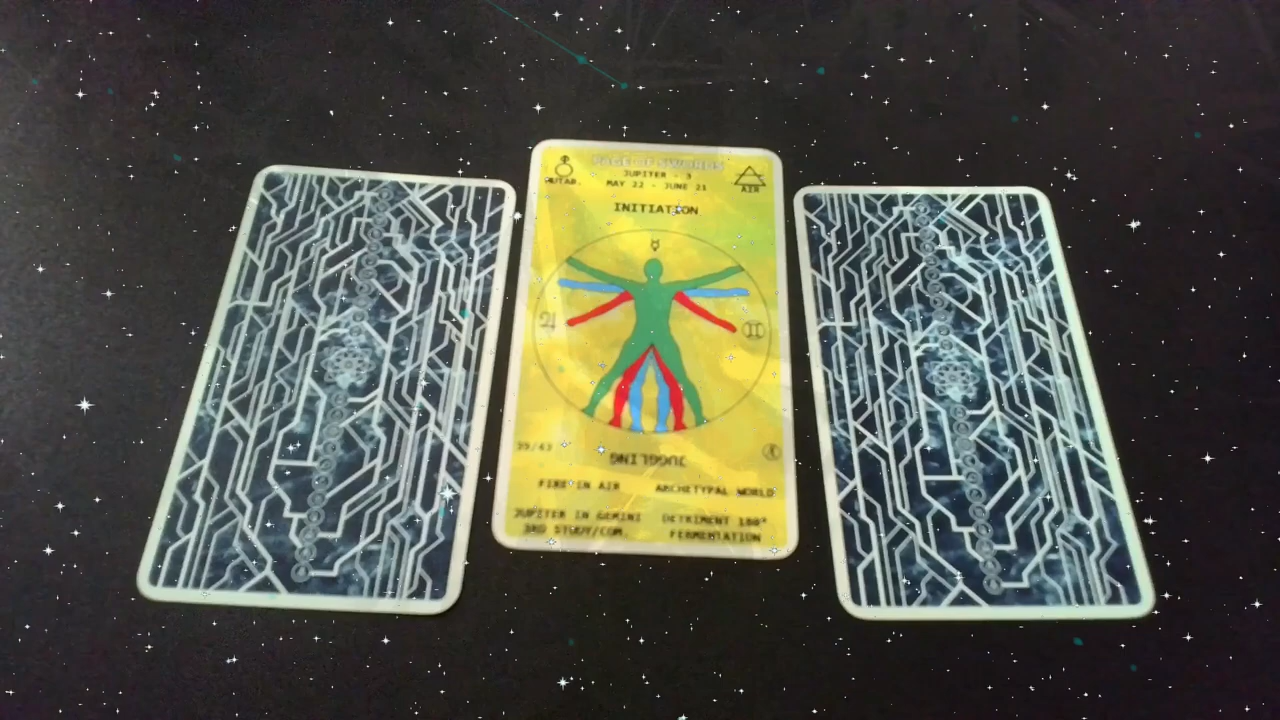 PAGE OF SWORDS
MUTAB.
JUPITER - 3
AIR
MAY 22 - JUNE 21
INITIATION
☿
♃
♊
39/43
JUGGLING
FIRE IN AIR
ARCHETYPAL WORLD
JUPITER IN GEMINI
DETRIMENT 180°
3RD STUDY/COM.
FERMENTATION